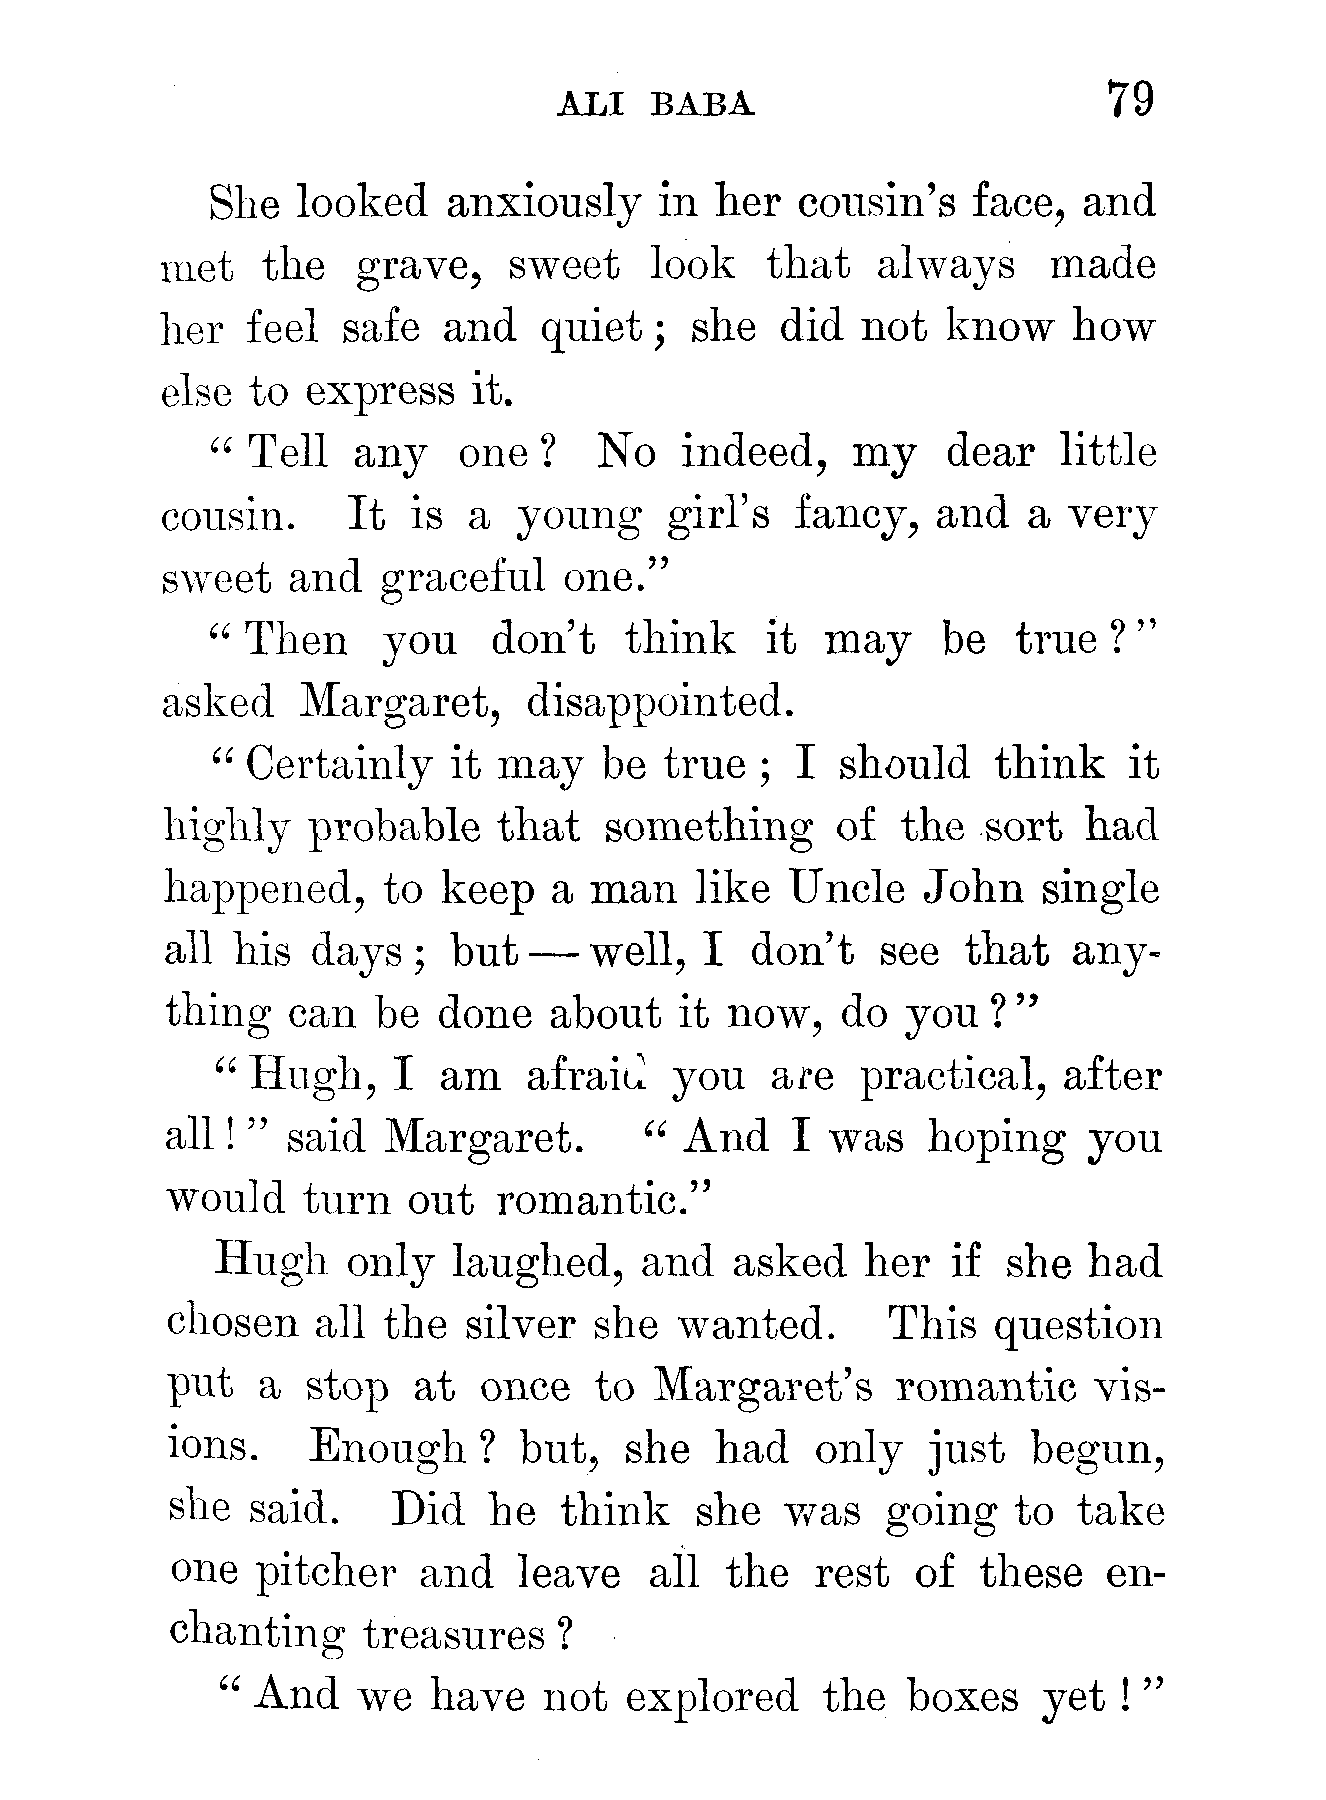 ALI BABA 79
She looked anxiously in her cousin's face, and
met the grave, sweet look that always made
her feel safe and quiet; she did not know how
else to express it.
"Tell any one? No indeed, my dear little
cousin. It is a young girl's fancy, and a very
sweet and graceful one."
"Then you don't think it may be true?"
asked Margaret, disappointed.
"Certainly it may be true; I should think it
highly probable that something of the sort had
happened, to keep a man like Uncle John single
all his days; but — well, I don't see that any-
thing can be done about it now, do you?"
"Hugh, I am afraid you are practical, after
all!" said Margaret. "And I was hoping you
would turn out romantic."
Hugh only laughed, and asked her if she had
chosen all the silver she wanted. This question
put a stop at once to Margaret's romantic vis-
ions. Enough? but, she had only just begun,
she said. Did he think she was going to take
one pitcher and leave all the rest of these en-
chanting treasures?
"And we have not explored the boxes yet!"